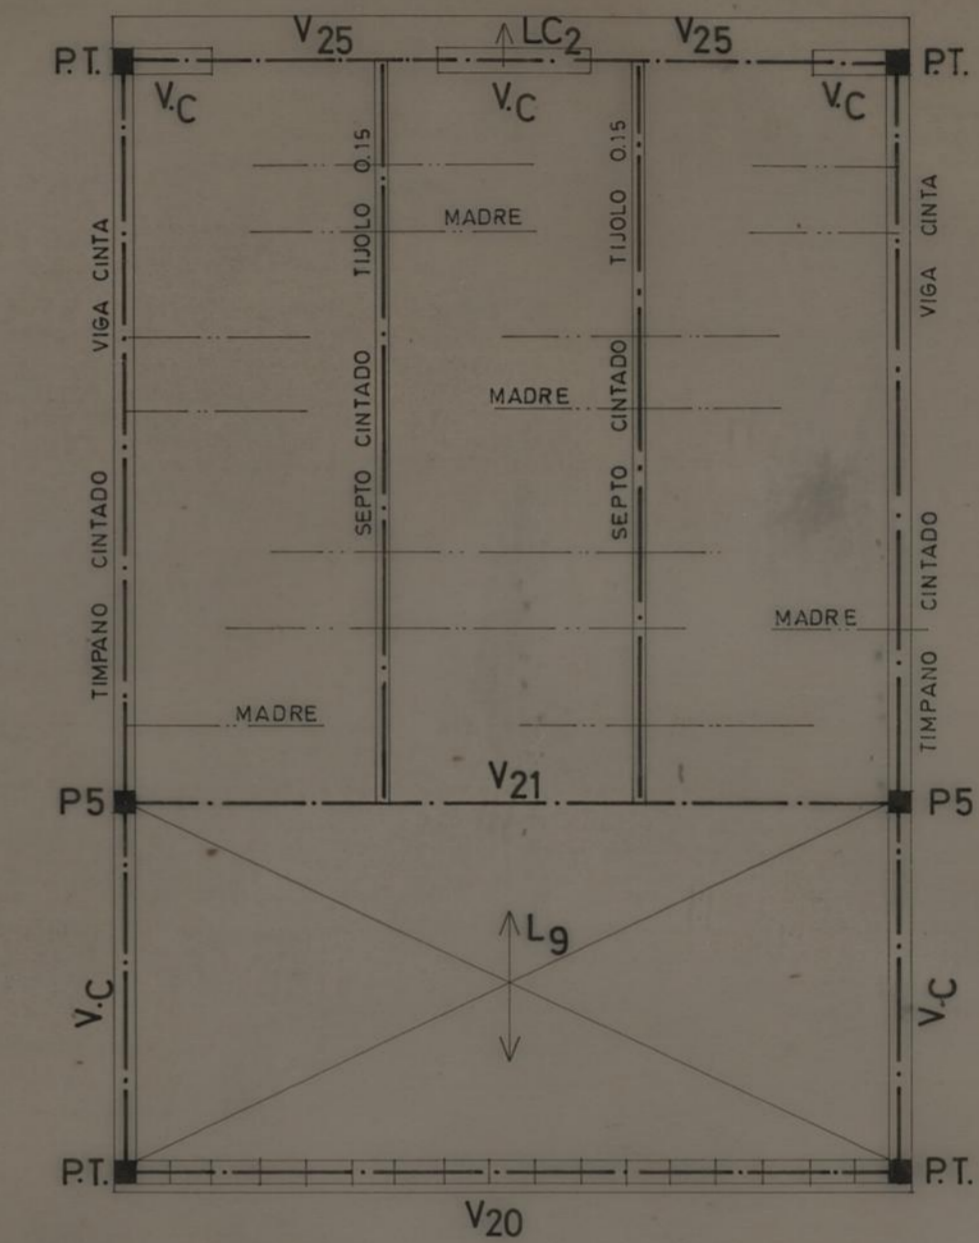 V25 LC2 V25
P.T. P.T.
V.C V.C V.C
TIJOLO 0.15
TIJOLO 0.15
MADRE
VIGA CINTA
VIGA CINTA
SEPTO CINTADO
SEPTO CINTADO
MADRE
TIMPANO CINTADO
TIMPANO CINTADO
MADRE
MADRE
V21
P5 P5
L9
V.C V.C
P.T. P.T.
V20